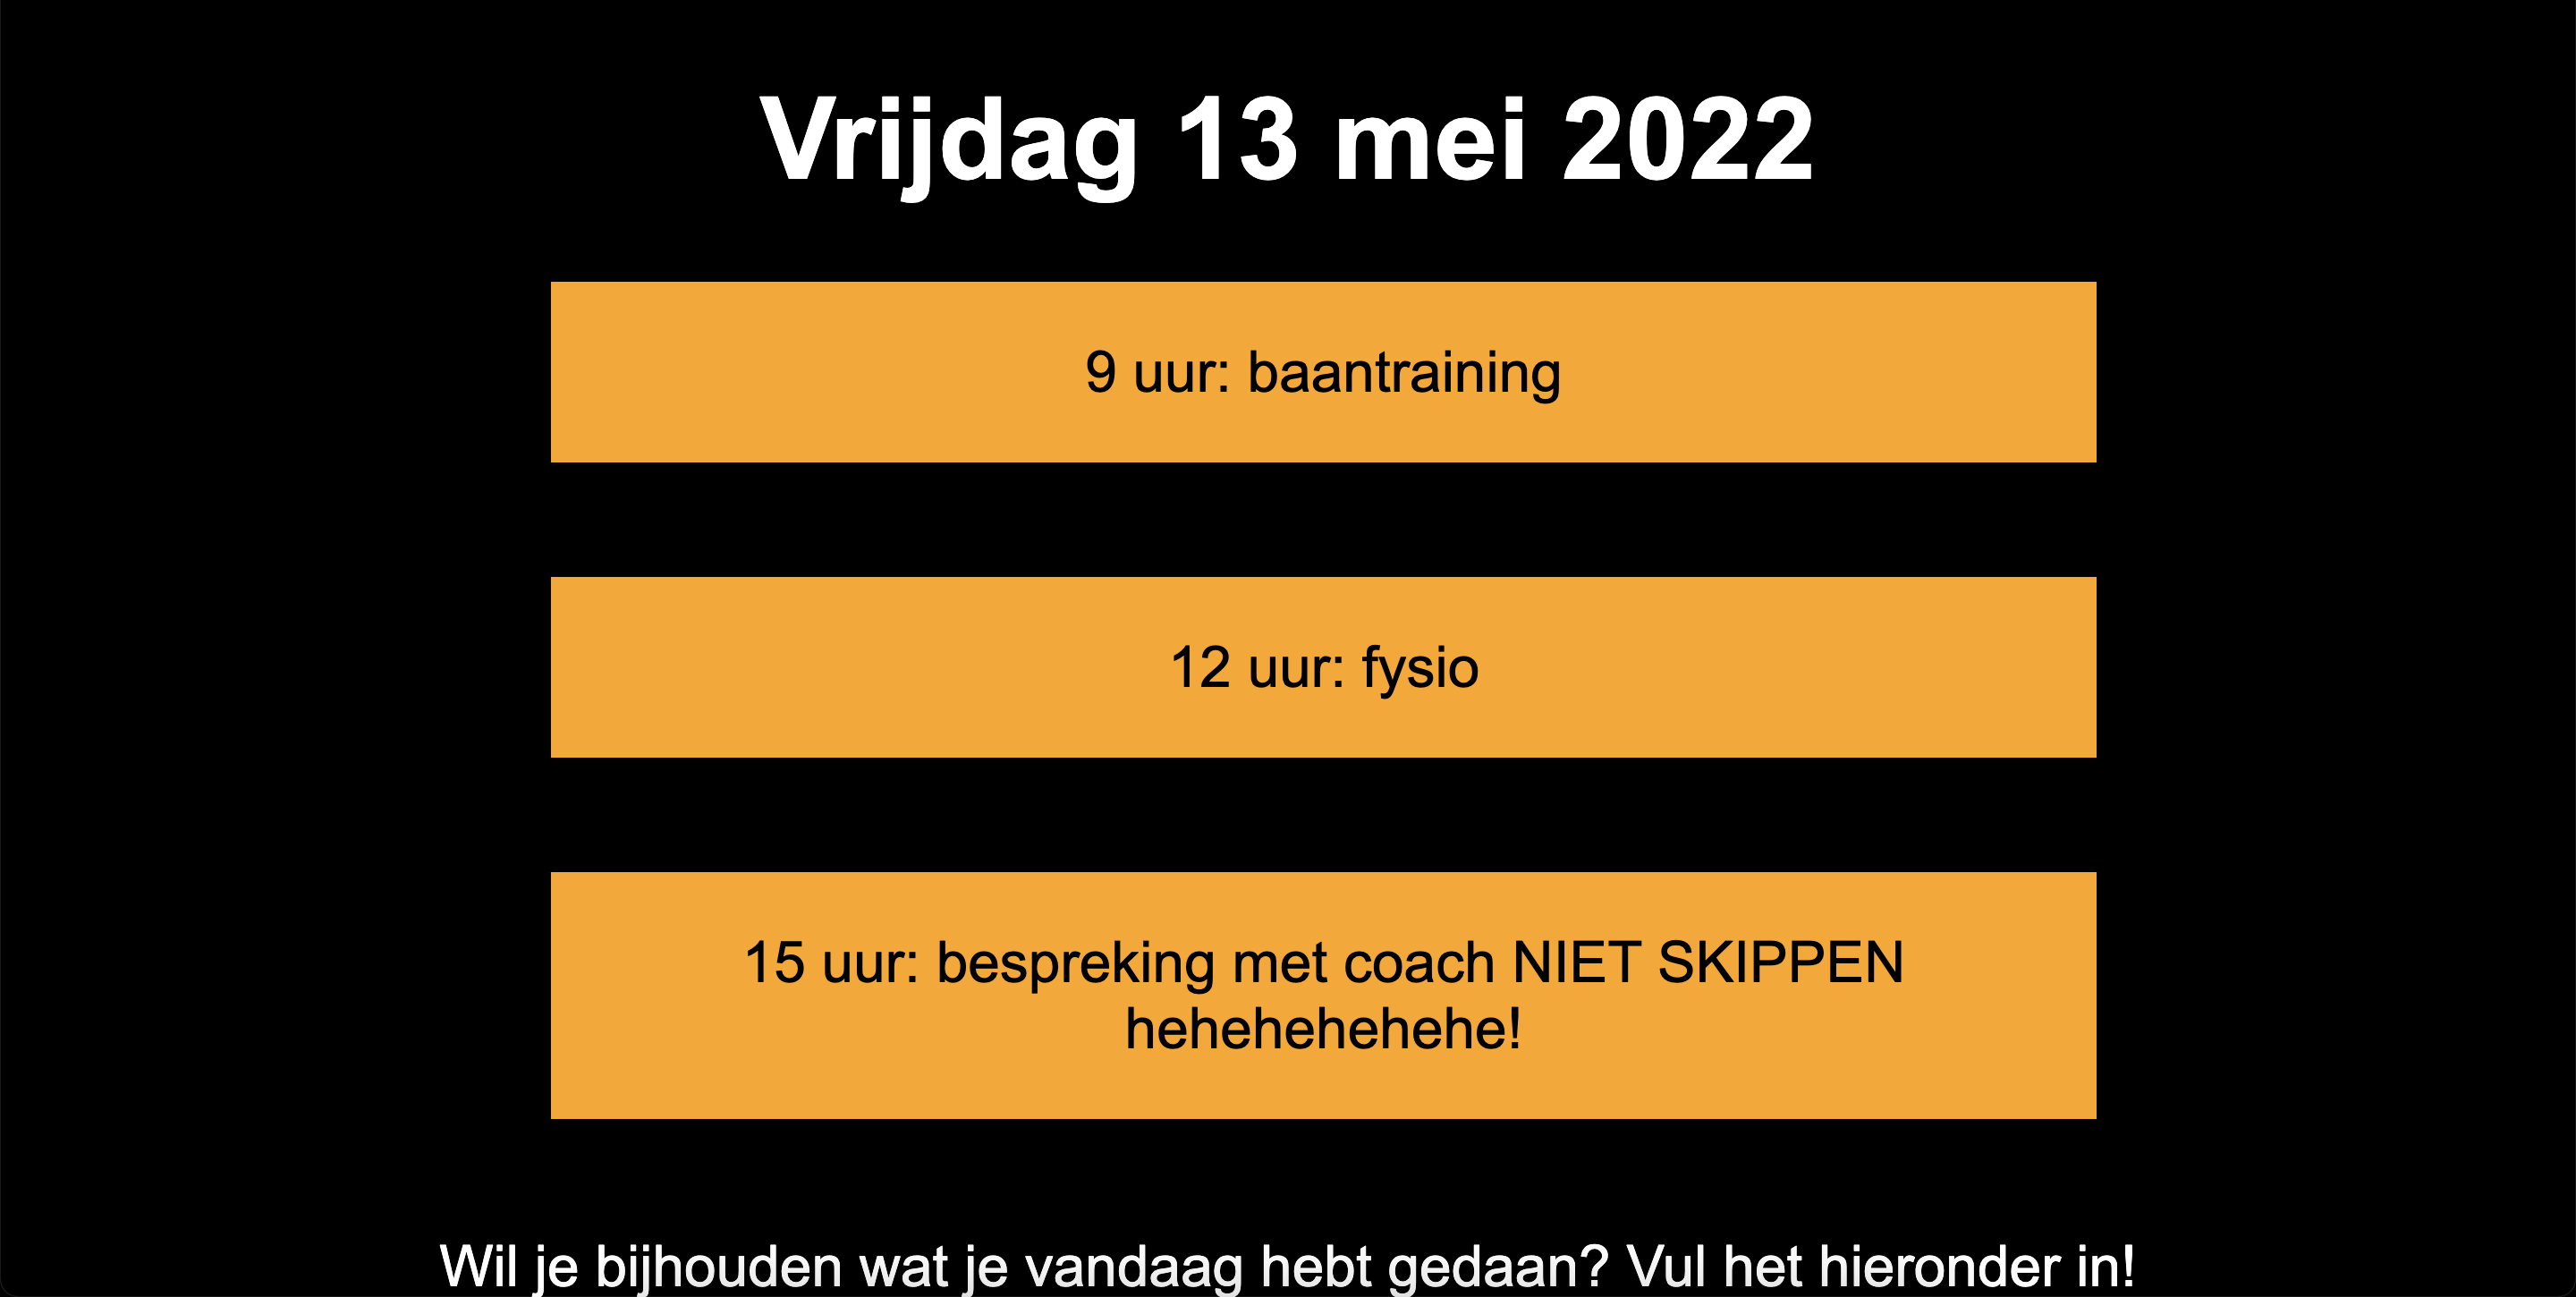 Vrijdag 13 mei 2022
9 uur: baantraining
12 uur: fysio
15 uur: bespreking met coach NIET SKIPPEN
hehehehehehe!
Wil je bijhouden wat je vandaag hebt gedaan? Vul het hieronder in!